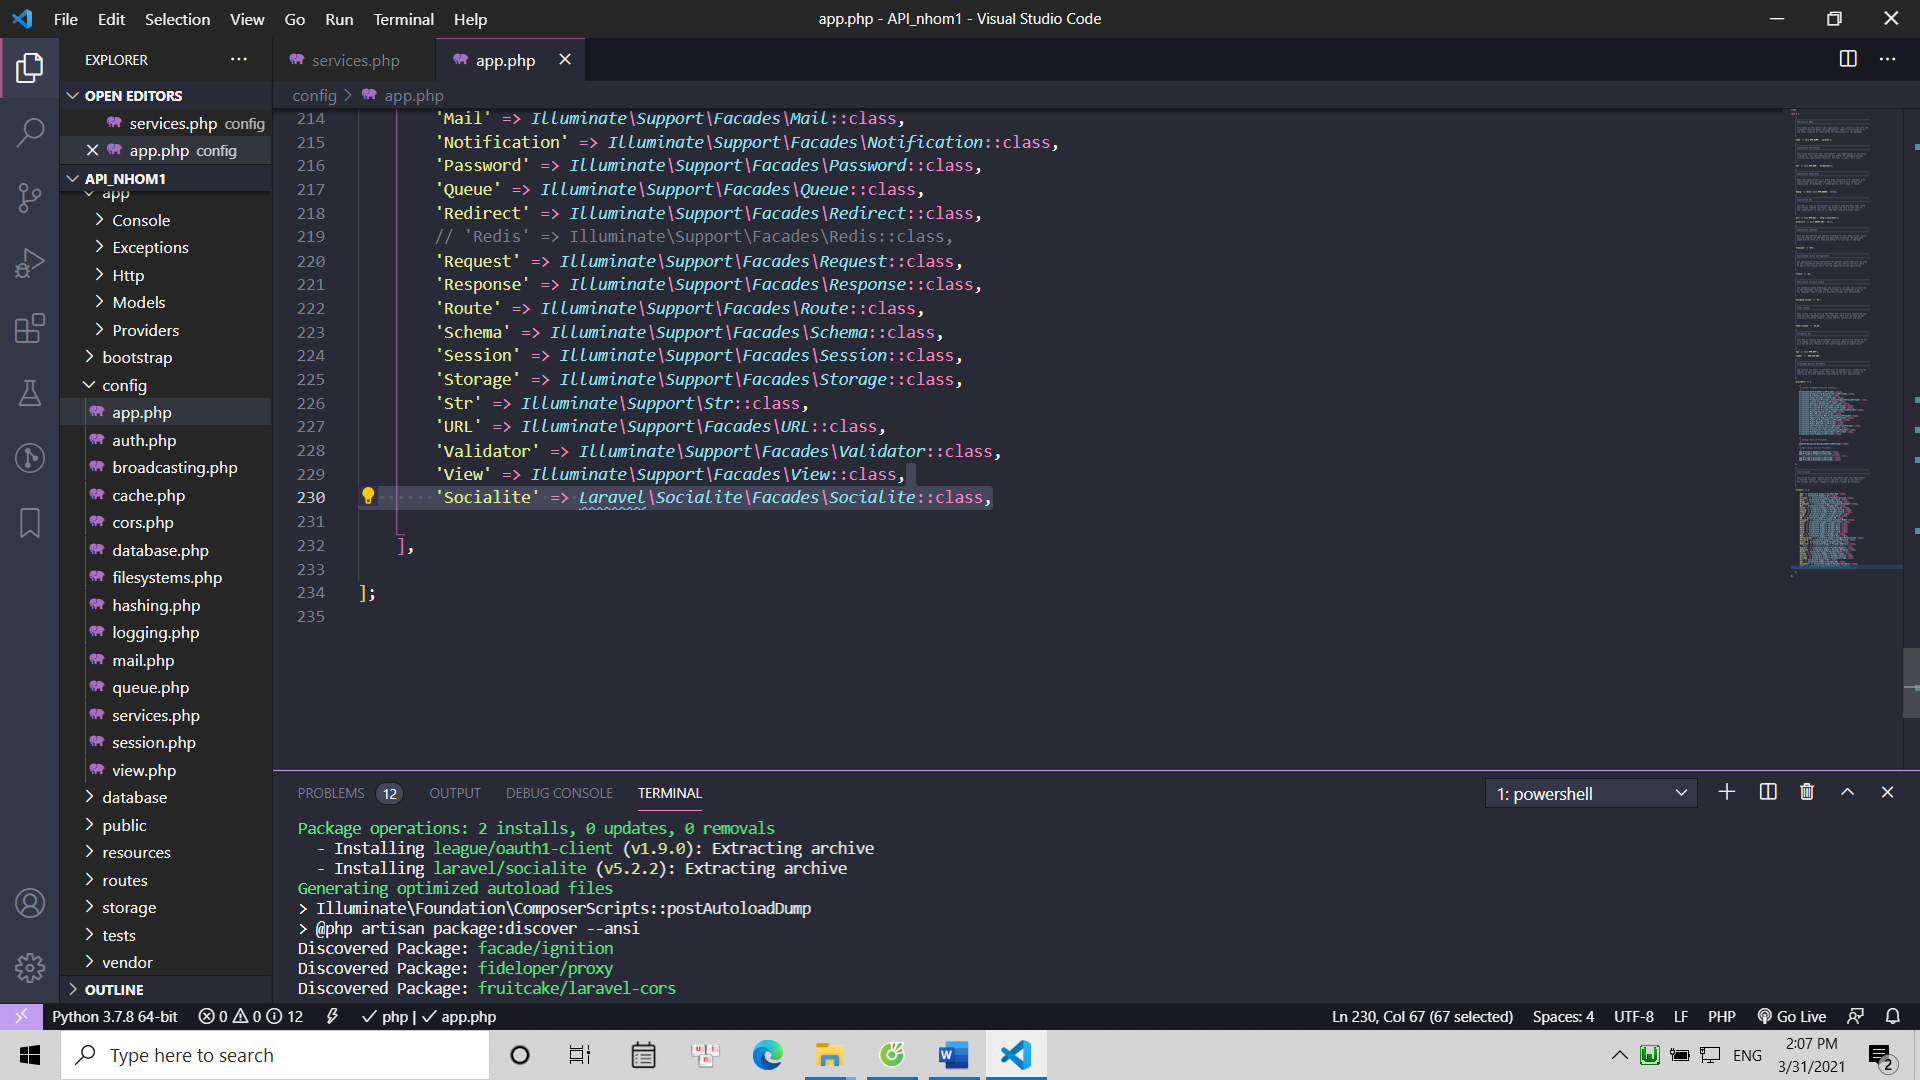 File Edit Selection View Go Run Terminal Help
app.php - API_nhom1 - Visual Studio Code
EXPLORER
services.php
app.php
OPEN EDITORS
services.php config
app.php config
API_NHOM1
app
Console
Exceptions
Http
Models
Providers
bootstrap
config
app.php
auth.php
broadcasting.php
cache.php
cors.php
database.php
filesystems.php
hashing.php
logging.php
mail.php
queue.php
services.php
session.php
view.php
database
public
resources
routes
storage
tests
vendor
OUTLINE
config > app.php
214 'Mail' => Illuminate\Support\Facades\Mail::class,
215 'Notification' => Illuminate\Support\Facades\Notification::class,
216 'Password' => Illuminate\Support\Facades\Password::class,
217 'Queue' => Illuminate\Support\Facades\Queue::class,
218 'Redirect' => Illuminate\Support\Facades\Redirect::class,
219 // 'Redis' => Illuminate\Support\Facades\Redis::class,
220 'Request' => Illuminate\Support\Facades\Request::class,
221 'Response' => Illuminate\Support\Facades\Response::class,
222 'Route' => Illuminate\Support\Facades\Route::class,
223 'Schema' => Illuminate\Support\Facades\Schema::class,
224 'Session' => Illuminate\Support\Facades\Session::class,
225 'Storage' => Illuminate\Support\Facades\Storage::class,
226 'Str' => Illuminate\Support\Str::class,
227 'URL' => Illuminate\Support\Facades\URL::class,
228 'Validator' => Illuminate\Support\Facades\Validator::class,
229 'View' => Illuminate\Support\Facades\View::class,
230 'Socialite' => Laravel\Socialite\Facades\Socialite::class,
231
232 ],
233
234 ];
235
PROBLEMS 12 OUTPUT DEBUG CONSOLE TERMINAL
1: powershell
Package operations: 2 installs, 0 updates, 0 removals
- Installing league/oauth1-client (v1.9.0): Extracting archive
- Installing laravel/socialite (v5.2.2): Extracting archive
Generating optimized autoload files
> Illuminate\Foundation\ComposerScripts::postAutoloadDump
> @php artisan package:discover --ansi
Discovered Package: facade/ignition
Discovered Package: fideloper/proxy
Discovered Package: fruitcake/laravel-cors
Python 3.7.8 64-bit 0 0 12 php | app.php
Ln 230, Col 67 (67 selected) Spaces: 4 UTF-8 LF PHP Go Live
Type here to search
ENG
2:07 PM
3/31/2021
2